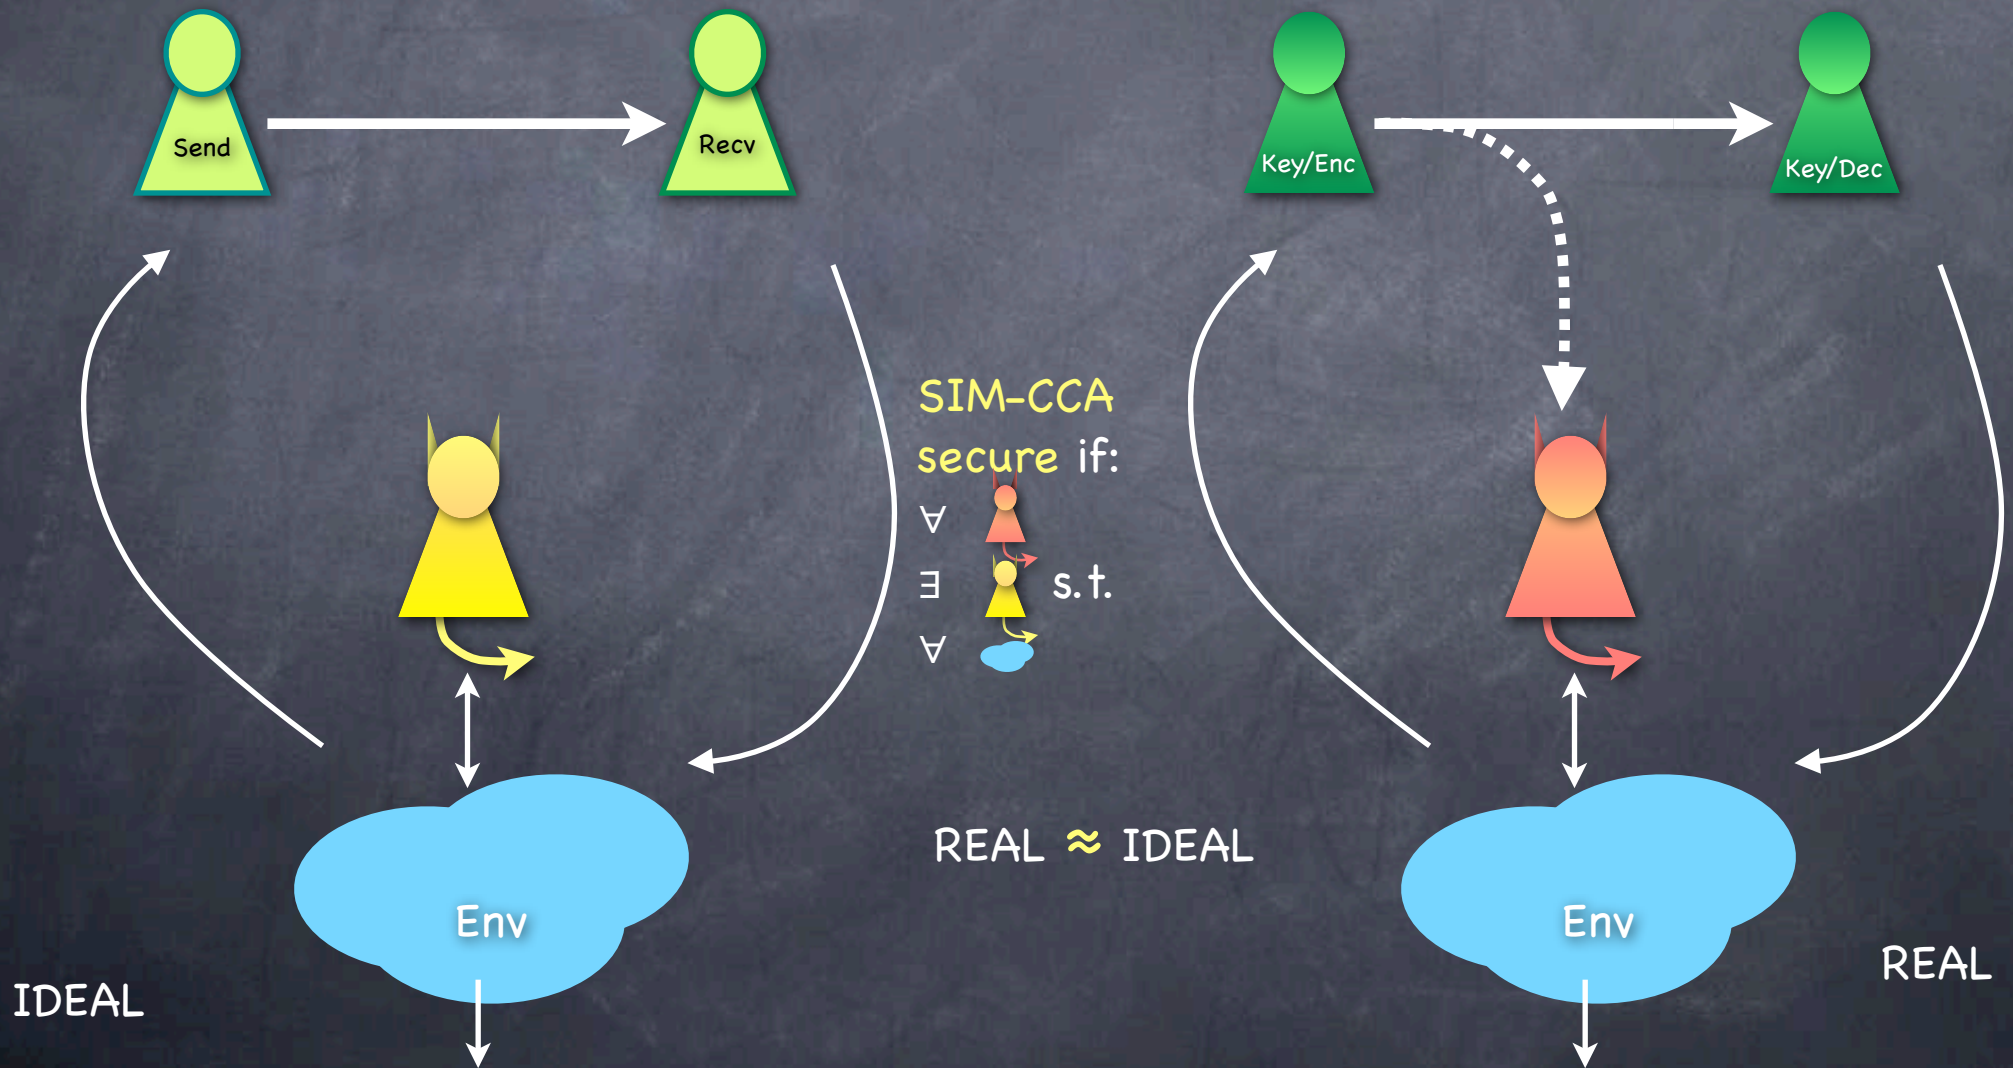 Send
Recv
Key/Enc
Key/Dec
SIM-CCA
secure if:
∀
∃ s.t.
∀
REAL ≈ IDEAL
Env
Env
IDEAL
REAL